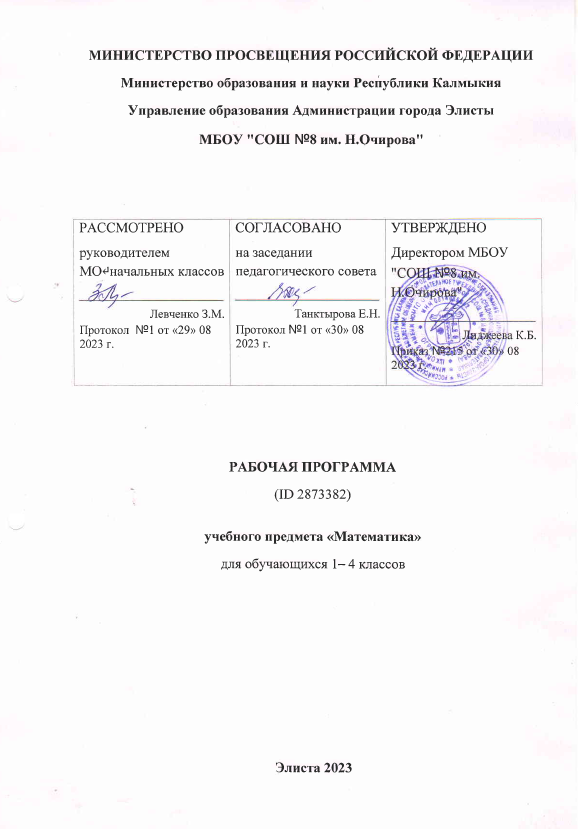 МИНИСТЕРСТВО ПРОСВЕЩЕНИЯ РОССИЙСКОЙ ФЕДЕРАЦИИ
Министерство образования и науки Республики Калмыкия
Управление образования Администрации города Элисты
МБОУ "СОШ №8 им. Н.Очирова"
РАССМОТРЕНО
руководителем
МО↵начальных классов
Левченко З.М.
Протокол №1 от «29» 08
2023 г.
СОГЛАСОВАНО
на заседании
педагогического совета
Танктырова Е.Н.
Протокол №1 от «30» 08
2023 г.
УТВЕРЖДЕНО
Директором МБОУ
"СОШ №8 им.
Н.Очирова"
Лиджеева К.Б.
Приказ №215 от «30» 08
2023 г.
РАБОЧАЯ ПРОГРАММА
(ID 2873382)
учебного предмета «Математика»
для обучающихся 1– 4 классов
Элиста 2023